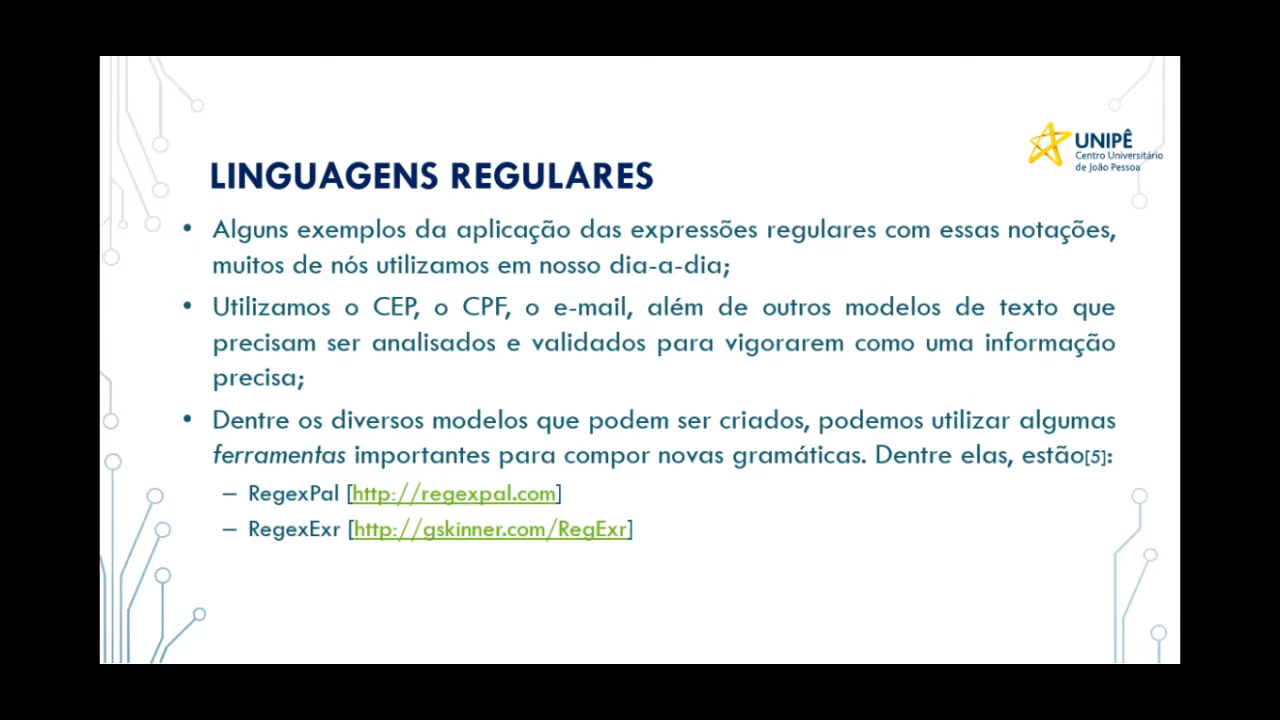 UNIPÊ
Centro Universitário
de João Pessoa
LINGUAGENS REGULARES
• Alguns exemplos da aplicação das expressões regulares com essas notações,
muitos de nós utilizamos em nosso dia-a-dia;
• Utilizamos o CEP, o CPF, o e-mail, além de outros modelos de texto que
precisam ser analisados e validados para vigorarem como uma informação
precisa;
• Dentre os diversos modelos que podem ser criados, podemos utilizar algumas
ferramentas importantes para compor novas gramáticas. Dentre elas, estão[5]:
– RegexPal [http://regexpal.com]
– RegexExr [http://gskinner.com/RegExr]